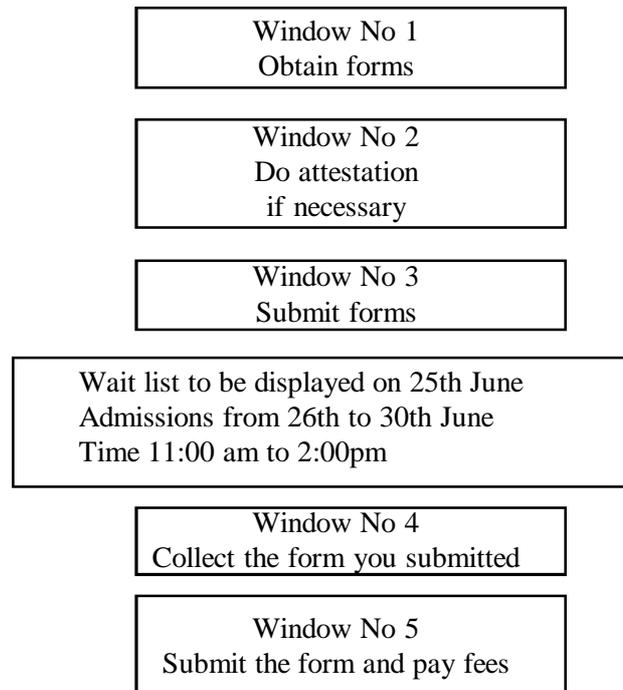 Window No 1
Obtain forms
Window No 2
Do attestation
if necessary
Window No 3
Submit forms
Wait list to be displayed on 25th June
Admissions from 26th to 30th June
Time 11:00 am to 2:00pm
Window No 4
Collect the form you submitted
Window No 5
Submit the form and pay fees